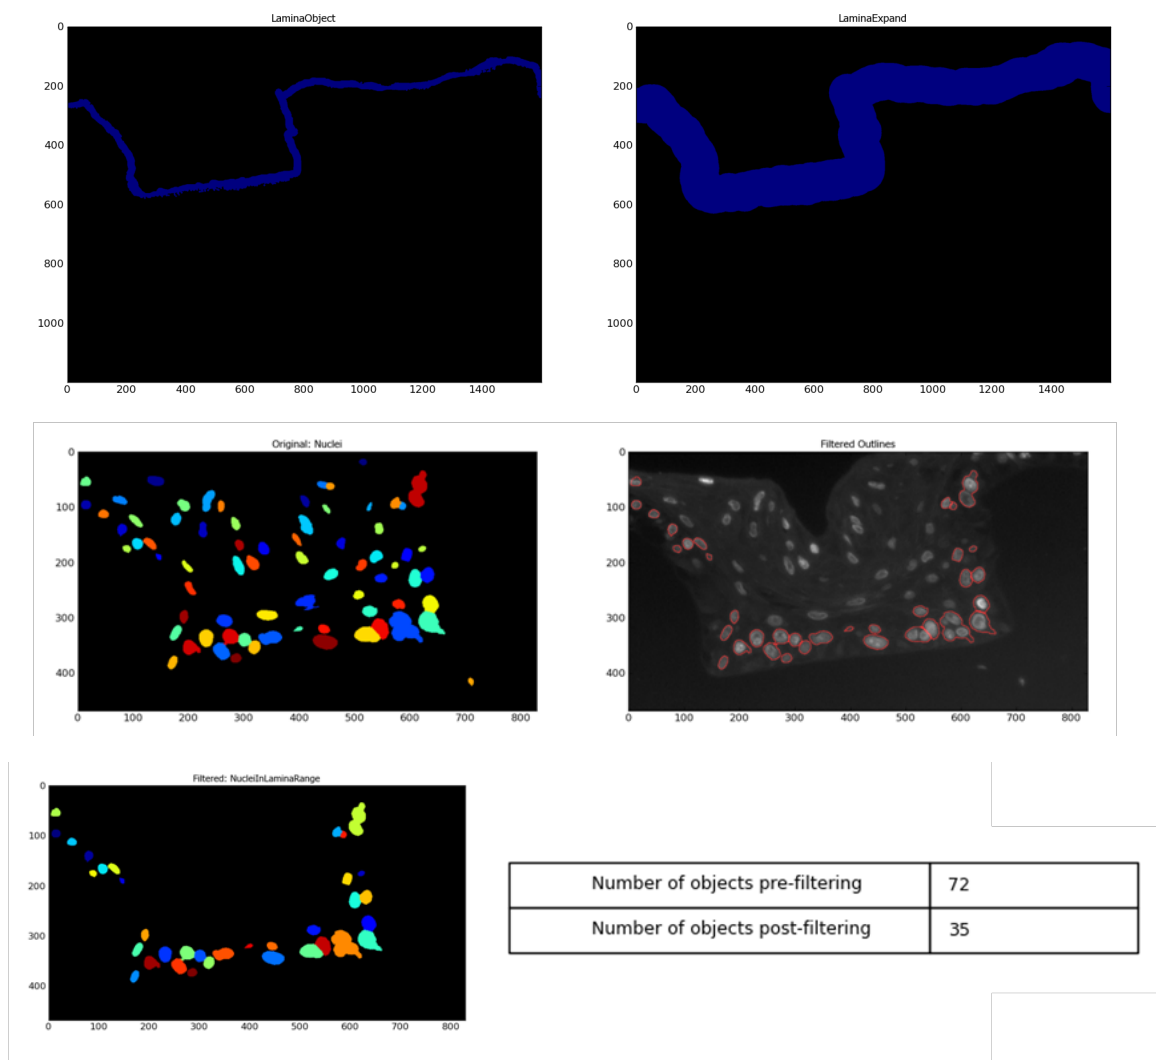 LaminaObject
0
200
400
600
800
1000
0 200 400 600 800 1000 1200 1400
LaminaExpand
0
200
400
600
800
1000
0 200 400 600 800 1000 1200 1400
Original: Nuclei
0
100
200
300
400
0 100 200 300 400 500 600 700 800
Filtered Outlines
0
100
200
300
400
0 100 200 300 400 500 600 700 800
Filtered: NucleiInLaminaRange
0
100
200
300
400
0 100 200 300 400 500 600 700 800
Number of objects pre-filtering 72
Number of objects post-filtering 35